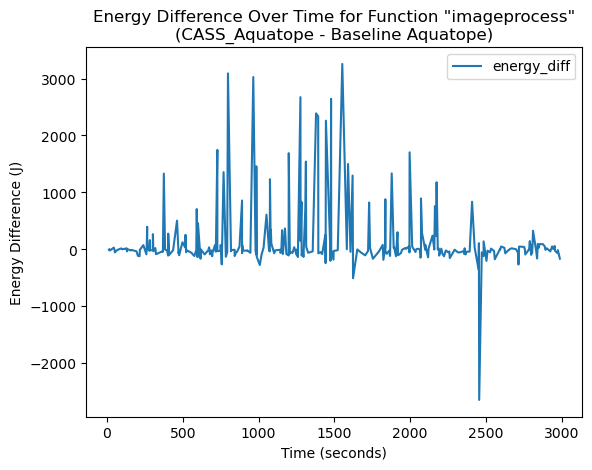 Energy Difference Over Time for Function "imageprocess"
(CASS_Aquatope - Baseline Aquatope)
energy_diff
Energy Difference (J)
3000
2000
1000
0
−1000
−2000
0 500 1000 1500 2000 2500 3000
Time (seconds)